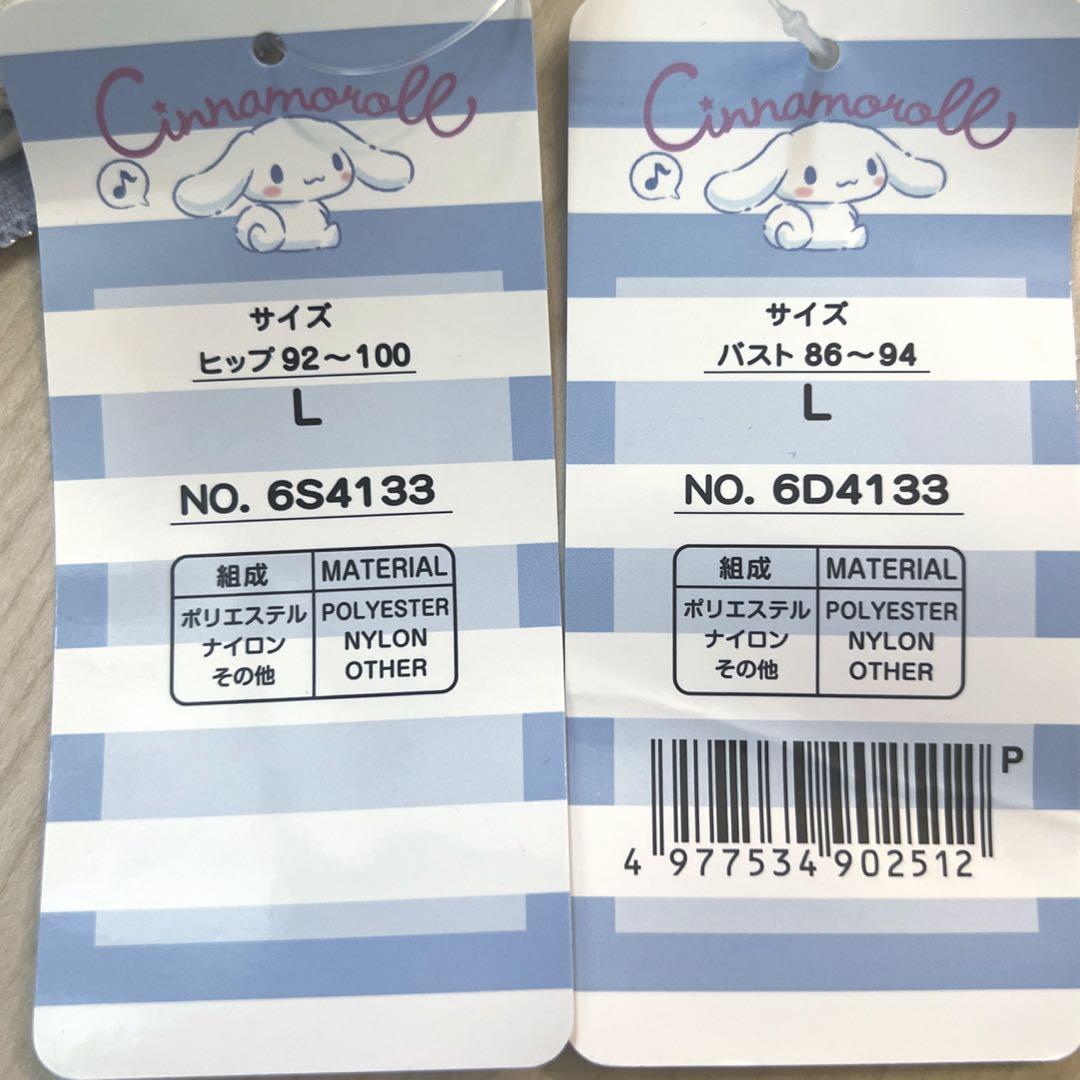 Cinnamoroll
サイズ
ヒップ 92～100
L
NO. 6S4133
組成 MATERIAL
ポリエステル POLYESTER
ナイロン NYLON
その他 OTHER
Cinnamoroll
サイズ
バスト 86～94
L
NO. 6D4133
組成 MATERIAL
ポリエステル POLYESTER
ナイロン NYLON
その他 OTHER
P
4 977534 902512